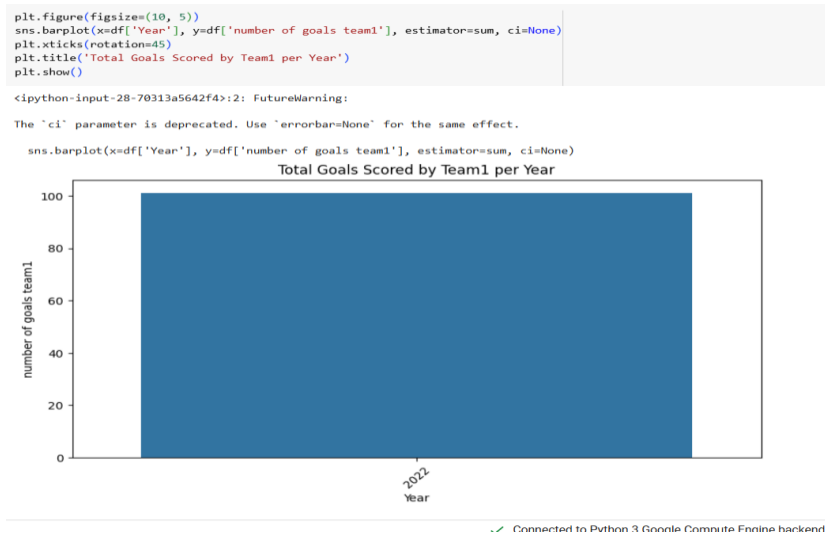 plt.figure(figsize=(10, 5))
sns.barplot(x=df['Year'], y=df['number of goals team1'], estimator=sum, ci=None)
plt.xticks(rotation=45)
plt.title('Total Goals Scored by Team1 per Year')
plt.show()
<ipython-input-28-70313a5642f4>:2: FutureWarning:
The `ci` parameter is deprecated. Use `errorbar=None` for the same effect.
sns.barplot(x=df['Year'], y=df['number of goals team1'], estimator=sum, ci=None)
Total Goals Scored by Team1 per Year
100
80
60
40
20
0
number of goals team1
2022
Year
Connected to Python 3 Google Compute Engine backend